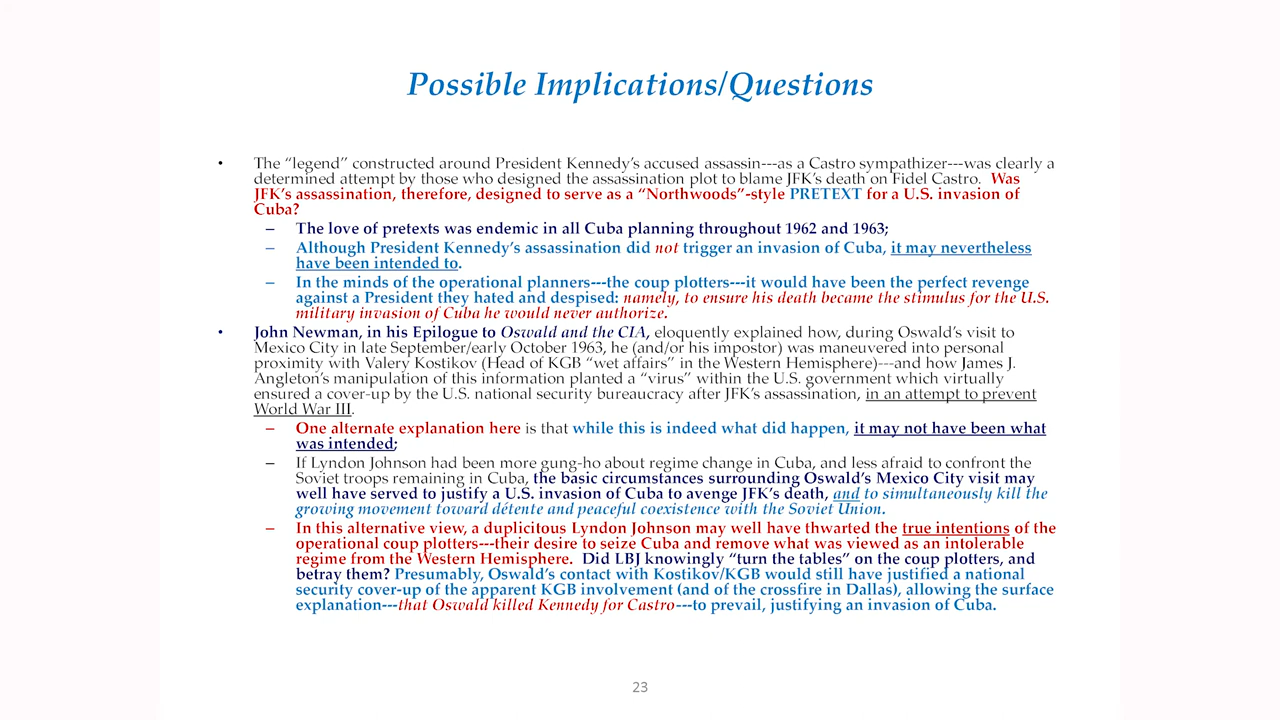 Possible Implications/Questions
• The “legend” constructed around President Kennedy’s accused assassin---as a Castro sympathizer---was clearly a
determined attempt by those who designed the assassination plot to blame JFK’s death on Fidel Castro. Was
JFK’s assassination, therefore, designed to serve as a “Northwoods”-style PRETEXT for a U.S. invasion of
Cuba?
– The love of pretexts was endemic in all Cuba planning throughout 1962 and 1963;
– Although President Kennedy’s assassination did not trigger an invasion of Cuba, it may nevertheless
have been intended to.
– In the minds of the operational planners---the coup plotters---it would have been the perfect revenge
against a President they hated and despised: namely, to ensure his death became the stimulus for the U.S.
military invasion of Cuba he would never authorize.
• John Newman, in his Epilogue to Oswald and the CIA, eloquently explained how, during Oswald’s visit to
Mexico City in late September/early October 1963, he (and/or his impostor) was maneuvered into personal
proximity with Valery Kostikov (Head of KGB “wet affairs” in the Western Hemisphere)---and how James J.
Angleton’s manipulation of this information planted a “virus” within the U.S. government which virtually
ensured a cover-up by the U.S. national security bureaucracy after JFK’s assassination, in an attempt to prevent
World War III.
– One alternate explanation here is that while this is indeed what did happen, it may not have been what
was intended;
– If Lyndon Johnson had been more gung-ho about regime change in Cuba, and less afraid to confront the
Soviet troops remaining in Cuba, the basic circumstances surrounding Oswald’s Mexico City visit may
well have served to justify a U.S. invasion of Cuba to avenge JFK’s death, and to simultaneously kill the
growing movement toward détente and peaceful coexistence with the Soviet Union.
– In this alternative view, a duplicitous Lyndon Johnson may well have thwarted the true intentions of the
operational coup plotters---their desire to seize Cuba and remove what was viewed as an intolerable
regime from the Western Hemisphere. Did LBJ knowingly “turn the tables” on the coup plotters, and
betray them? Presumably, Oswald’s contact with Kostikov/KGB would still have justified a national
security cover-up of the apparent KGB involvement (and of the crossfire in Dallas), allowing the surface
explanation---that Oswald killed Kennedy for Castro---to prevail, justifying an invasion of Cuba.
23